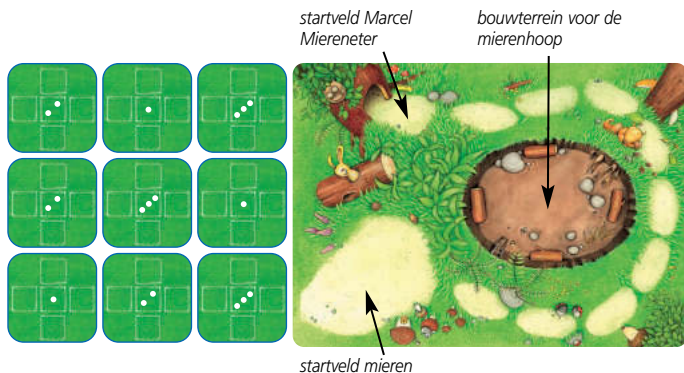 startveld Marcel
Miereneter
bouwterrein voor de
mierenhoop
startveld mieren